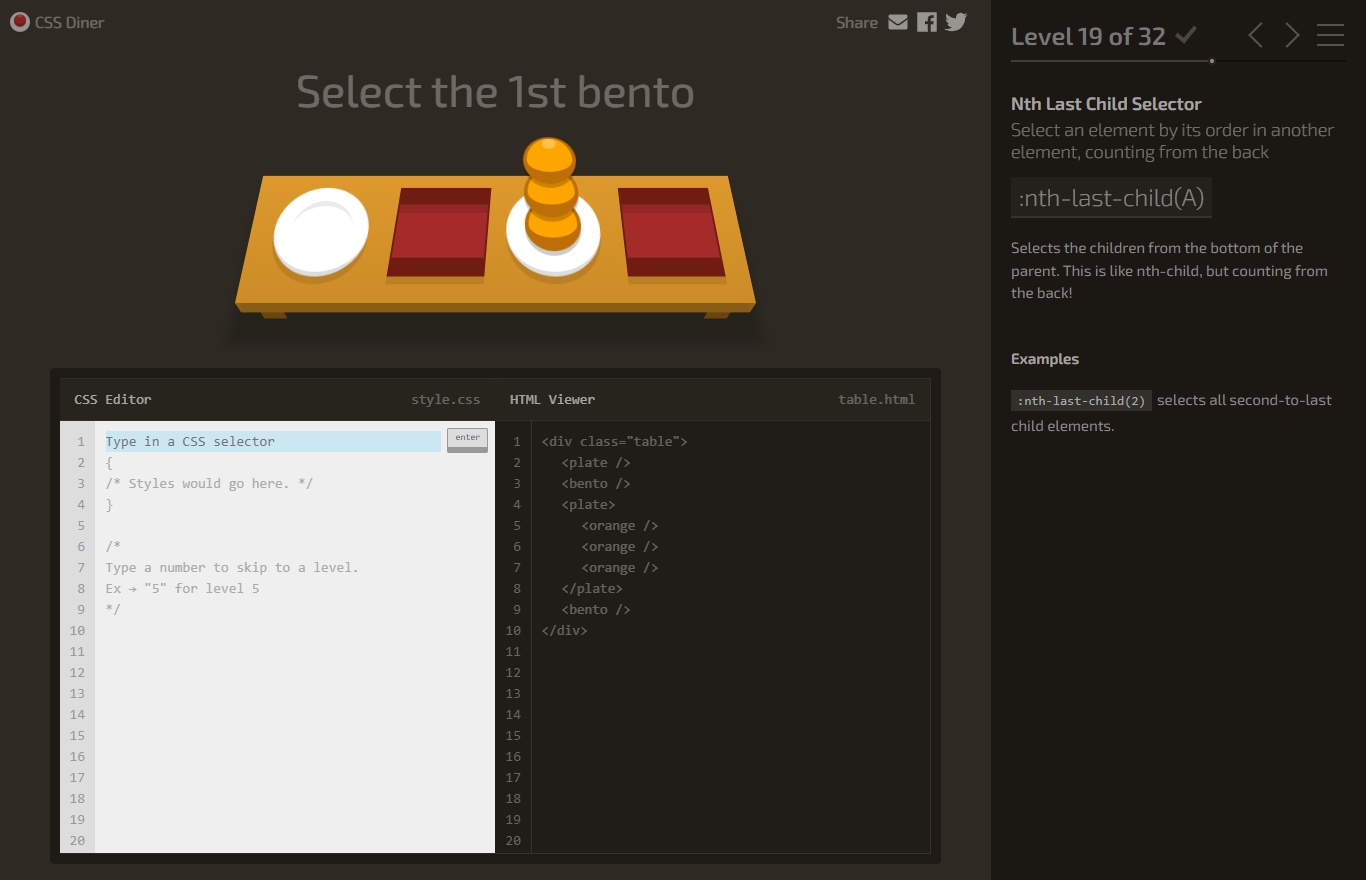 CSS Diner
Share
Select the 1st bento
CSS Editor
style.css
HTML Viewer
table.html
1
2
3
4
5
6
7
8
9
10
11
12
13
14
15
16
17
18
19
20
Type in a CSS selector
enter
{
/* Styles would go here. */
}
/*
Type a number to skip to a level.
Ex → "5" for level 5
*/
1
2
3
4
5
6
7
8
9
10
11
12
13
14
15
16
17
18
19
20
<div class="table">
<plate />
<bento />
<plate>
<orange />
<orange />
<orange />
</plate>
<bento />
</div>
Level 19 of 32
Nth Last Child Selector
Select an element by its order in another
element, counting from the back
:nth-last-child(A)
Selects the children from the bottom of the
parent. This is like nth-child, but counting from
the back!
Examples
:nth-last-child(2) selects all second-to-last
child elements.